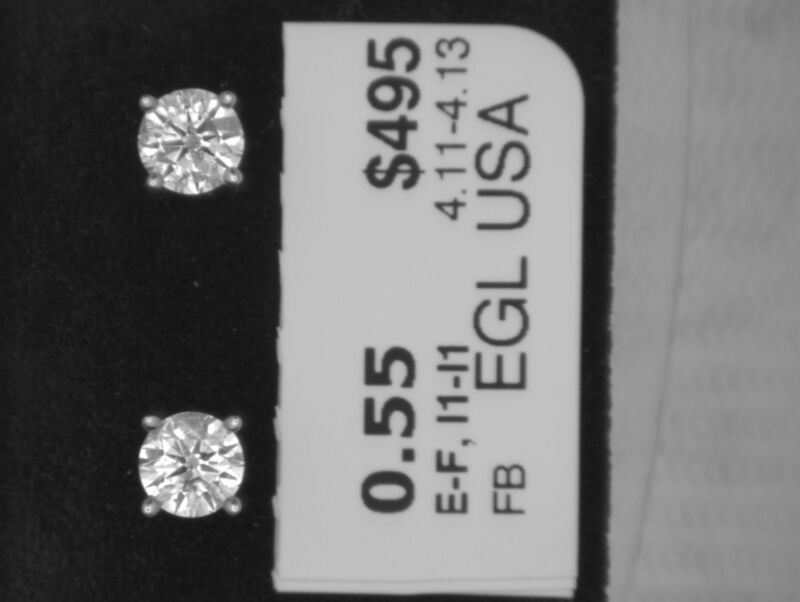 0.55 $495
E-F, I1-I1 4.11-4.13
FB EGL USA